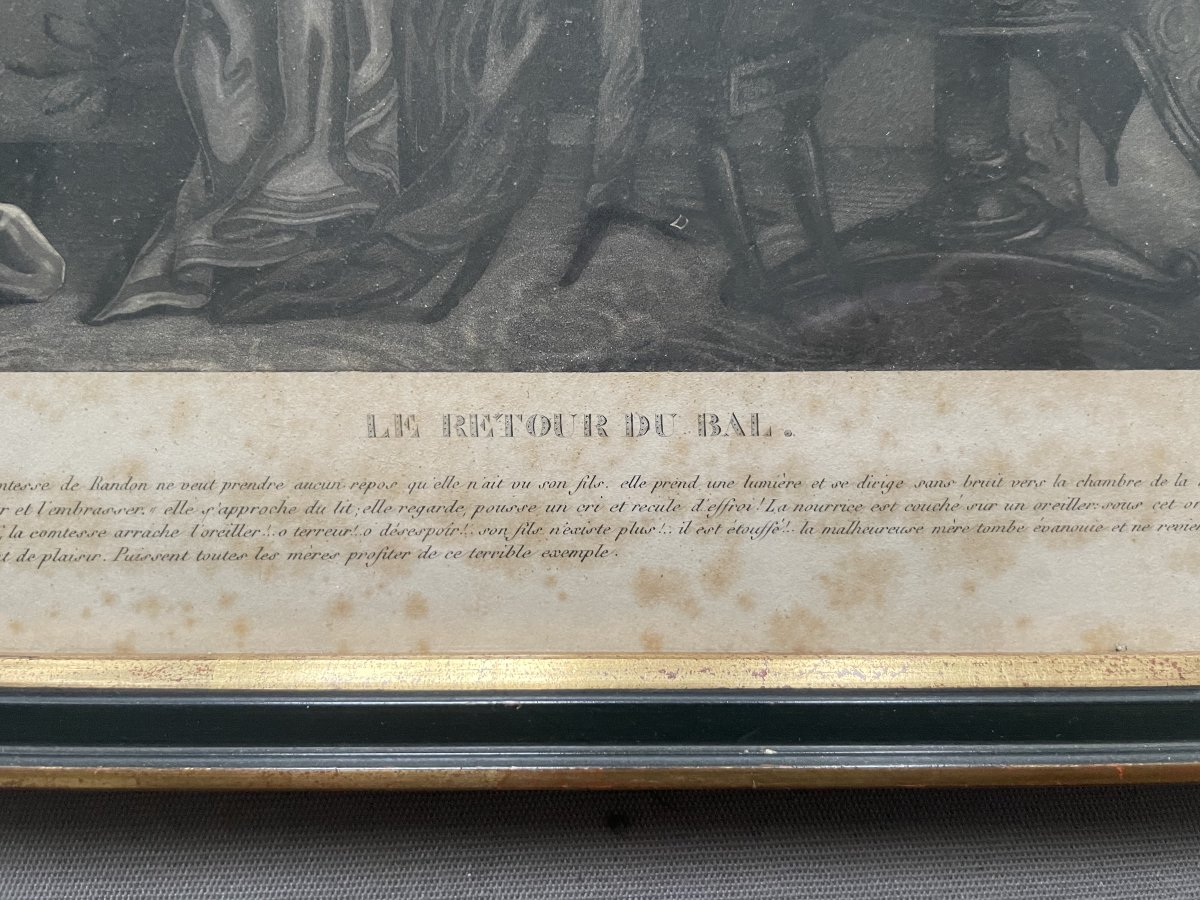 LE RETOUR DU BAL.
ntesse de Randon ne veut prendre aucun repos qu'elle n'ait vu son fils. elle prend une lumière et se dirige sans bruit vers la chambre de la
r et l'embrasser, elle s'approche du lit; elle regarde, pousse un cri et recule d'effroi! La nourrice est couché sur un oreiller, sous cet
la comtesse arrache l'oreïller!.. o terreur!. o désespoir!.. son fils n'existe plus!.. il est etouffé!.. la malheureuse mère tombe évanouie et ne
t de plaisir. Puissent toutes les mères profiter de ce terrible exemple.